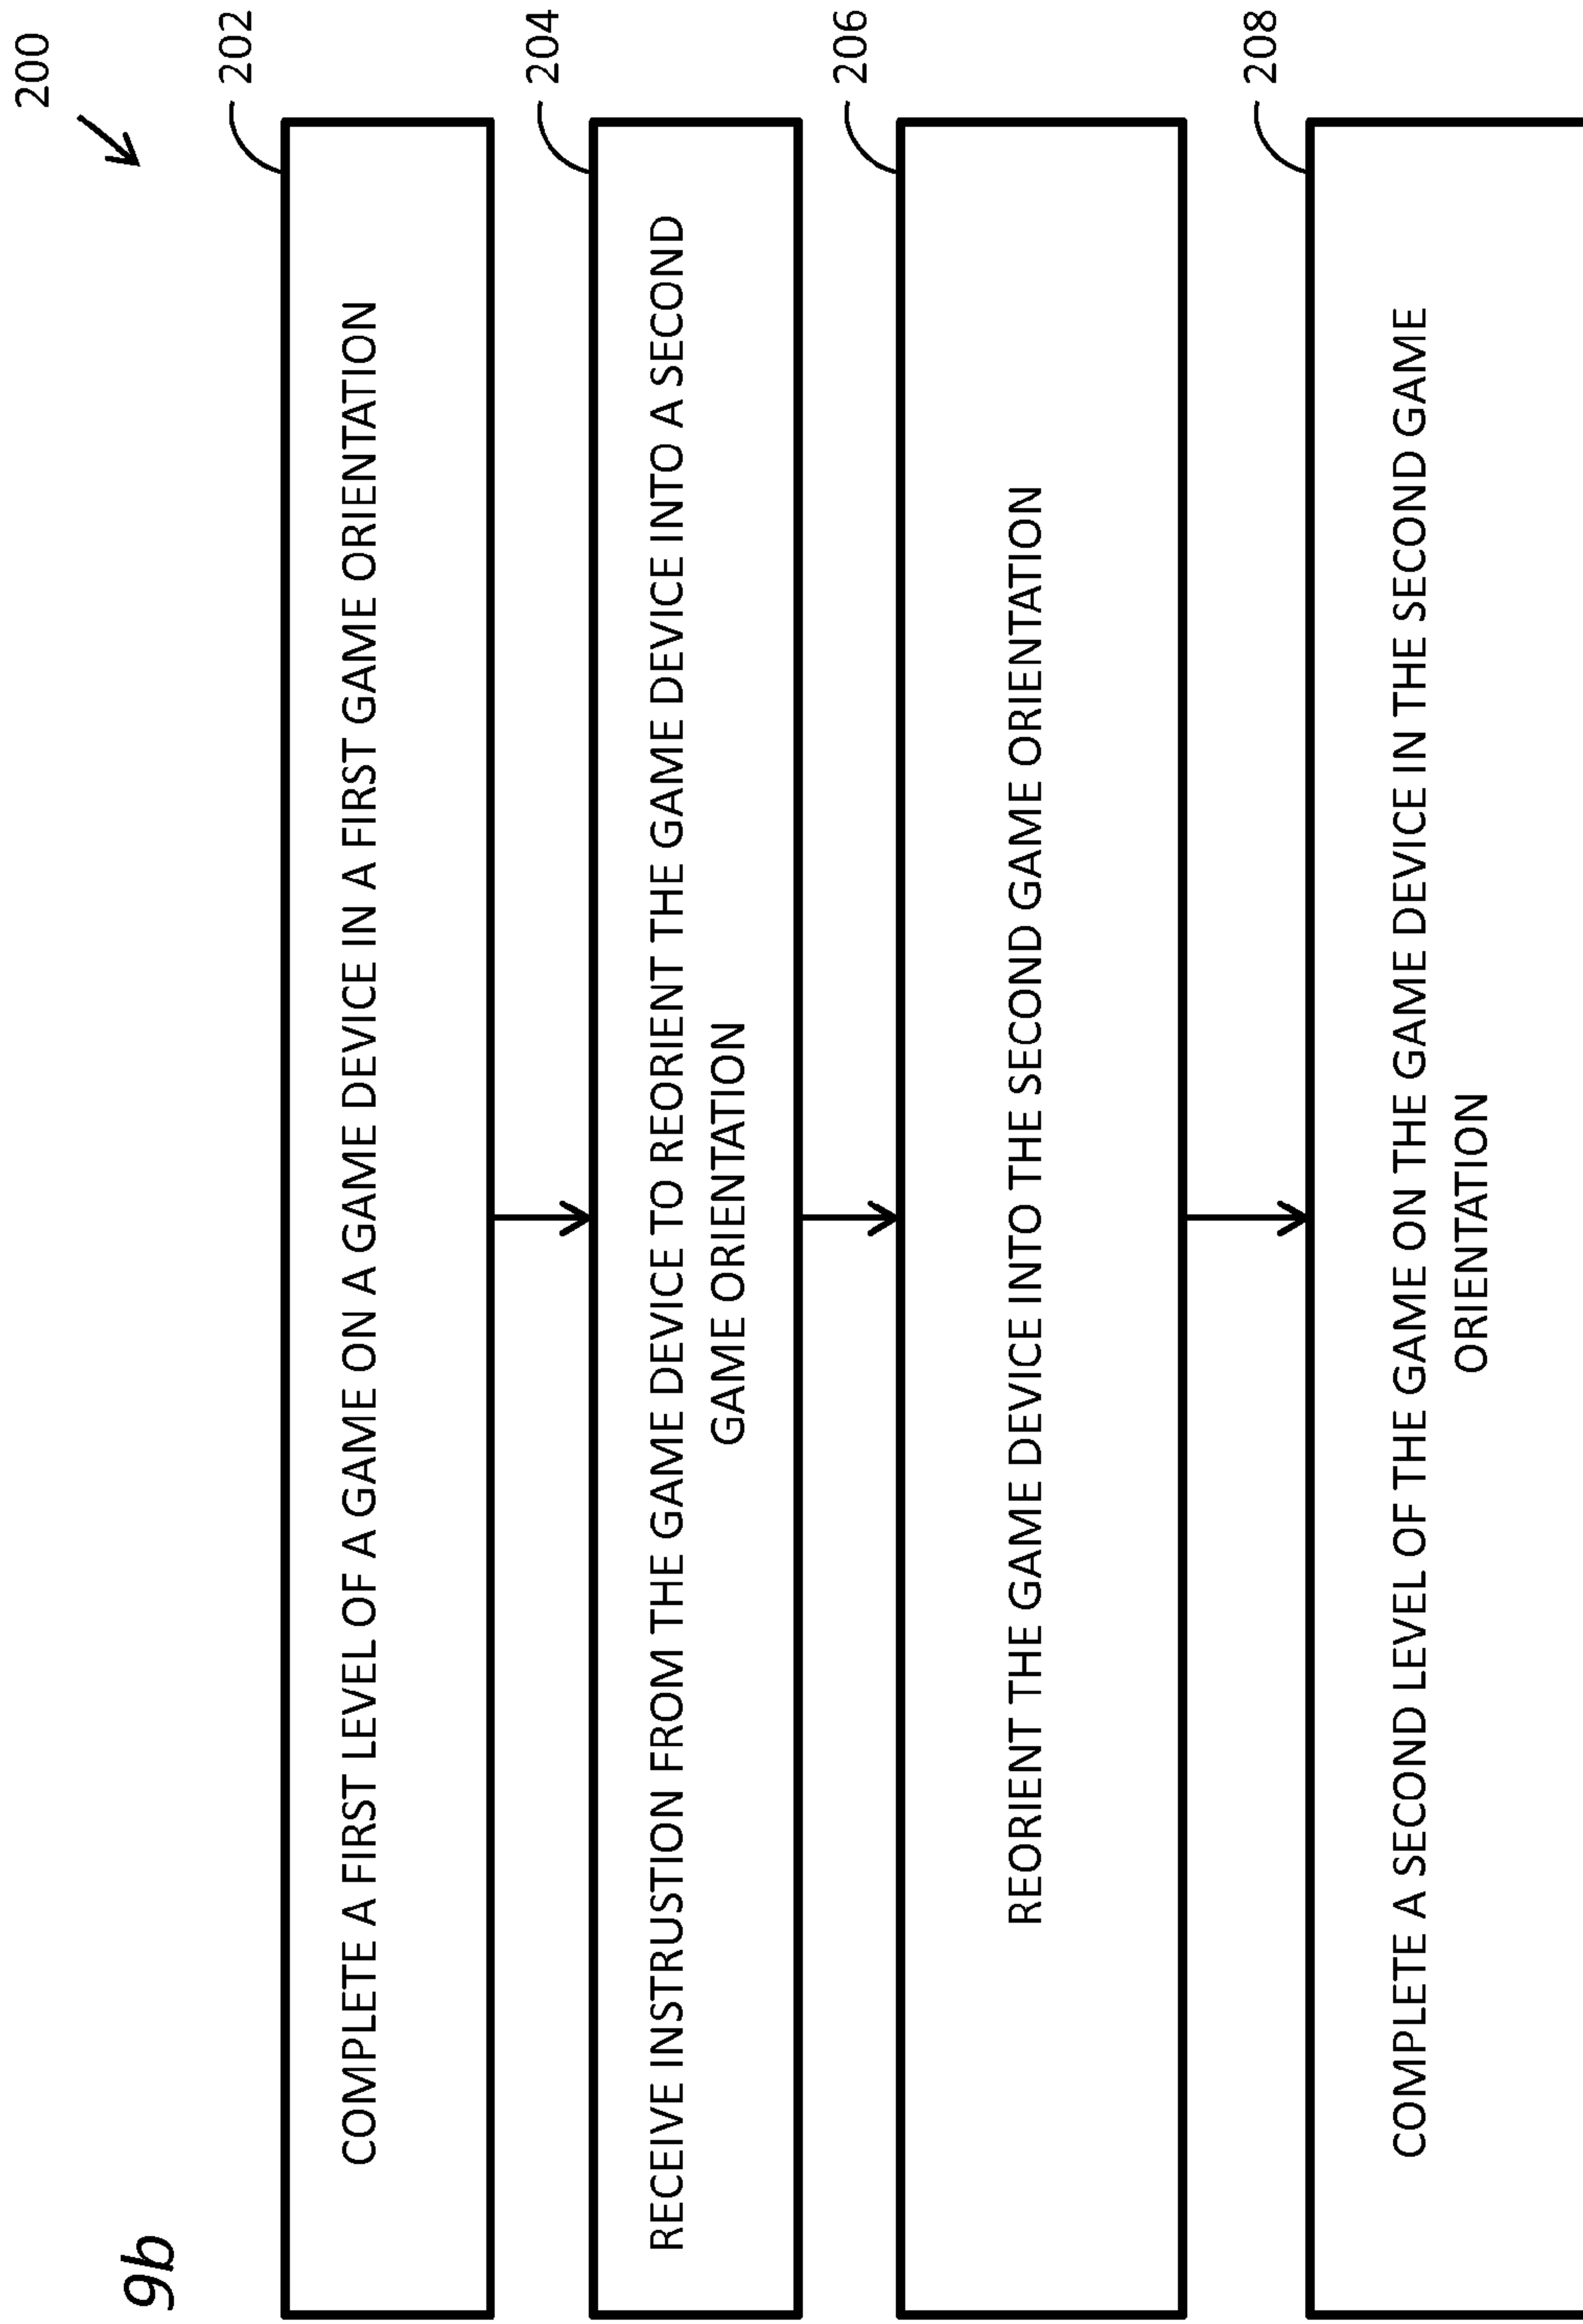 9b
200
202
COMPLETE A FIRST LEVEL OF A GAME ON A GAME DEVICE IN A FIRST GAME ORIENTATION
204
RECEIVE INSTRUSTION FROM THE GAME DEVICE TO REORIENT THE GAME DEVICE INTO A SECOND
GAME ORIENTATION
206
REORIENT THE GAME DEVICE INTO THE SECOND GAME ORIENTATION
208
COMPLETE A SECOND LEVEL OF THE GAME ON THE GAME DEVICE IN THE SECOND GAME
ORIENTATION